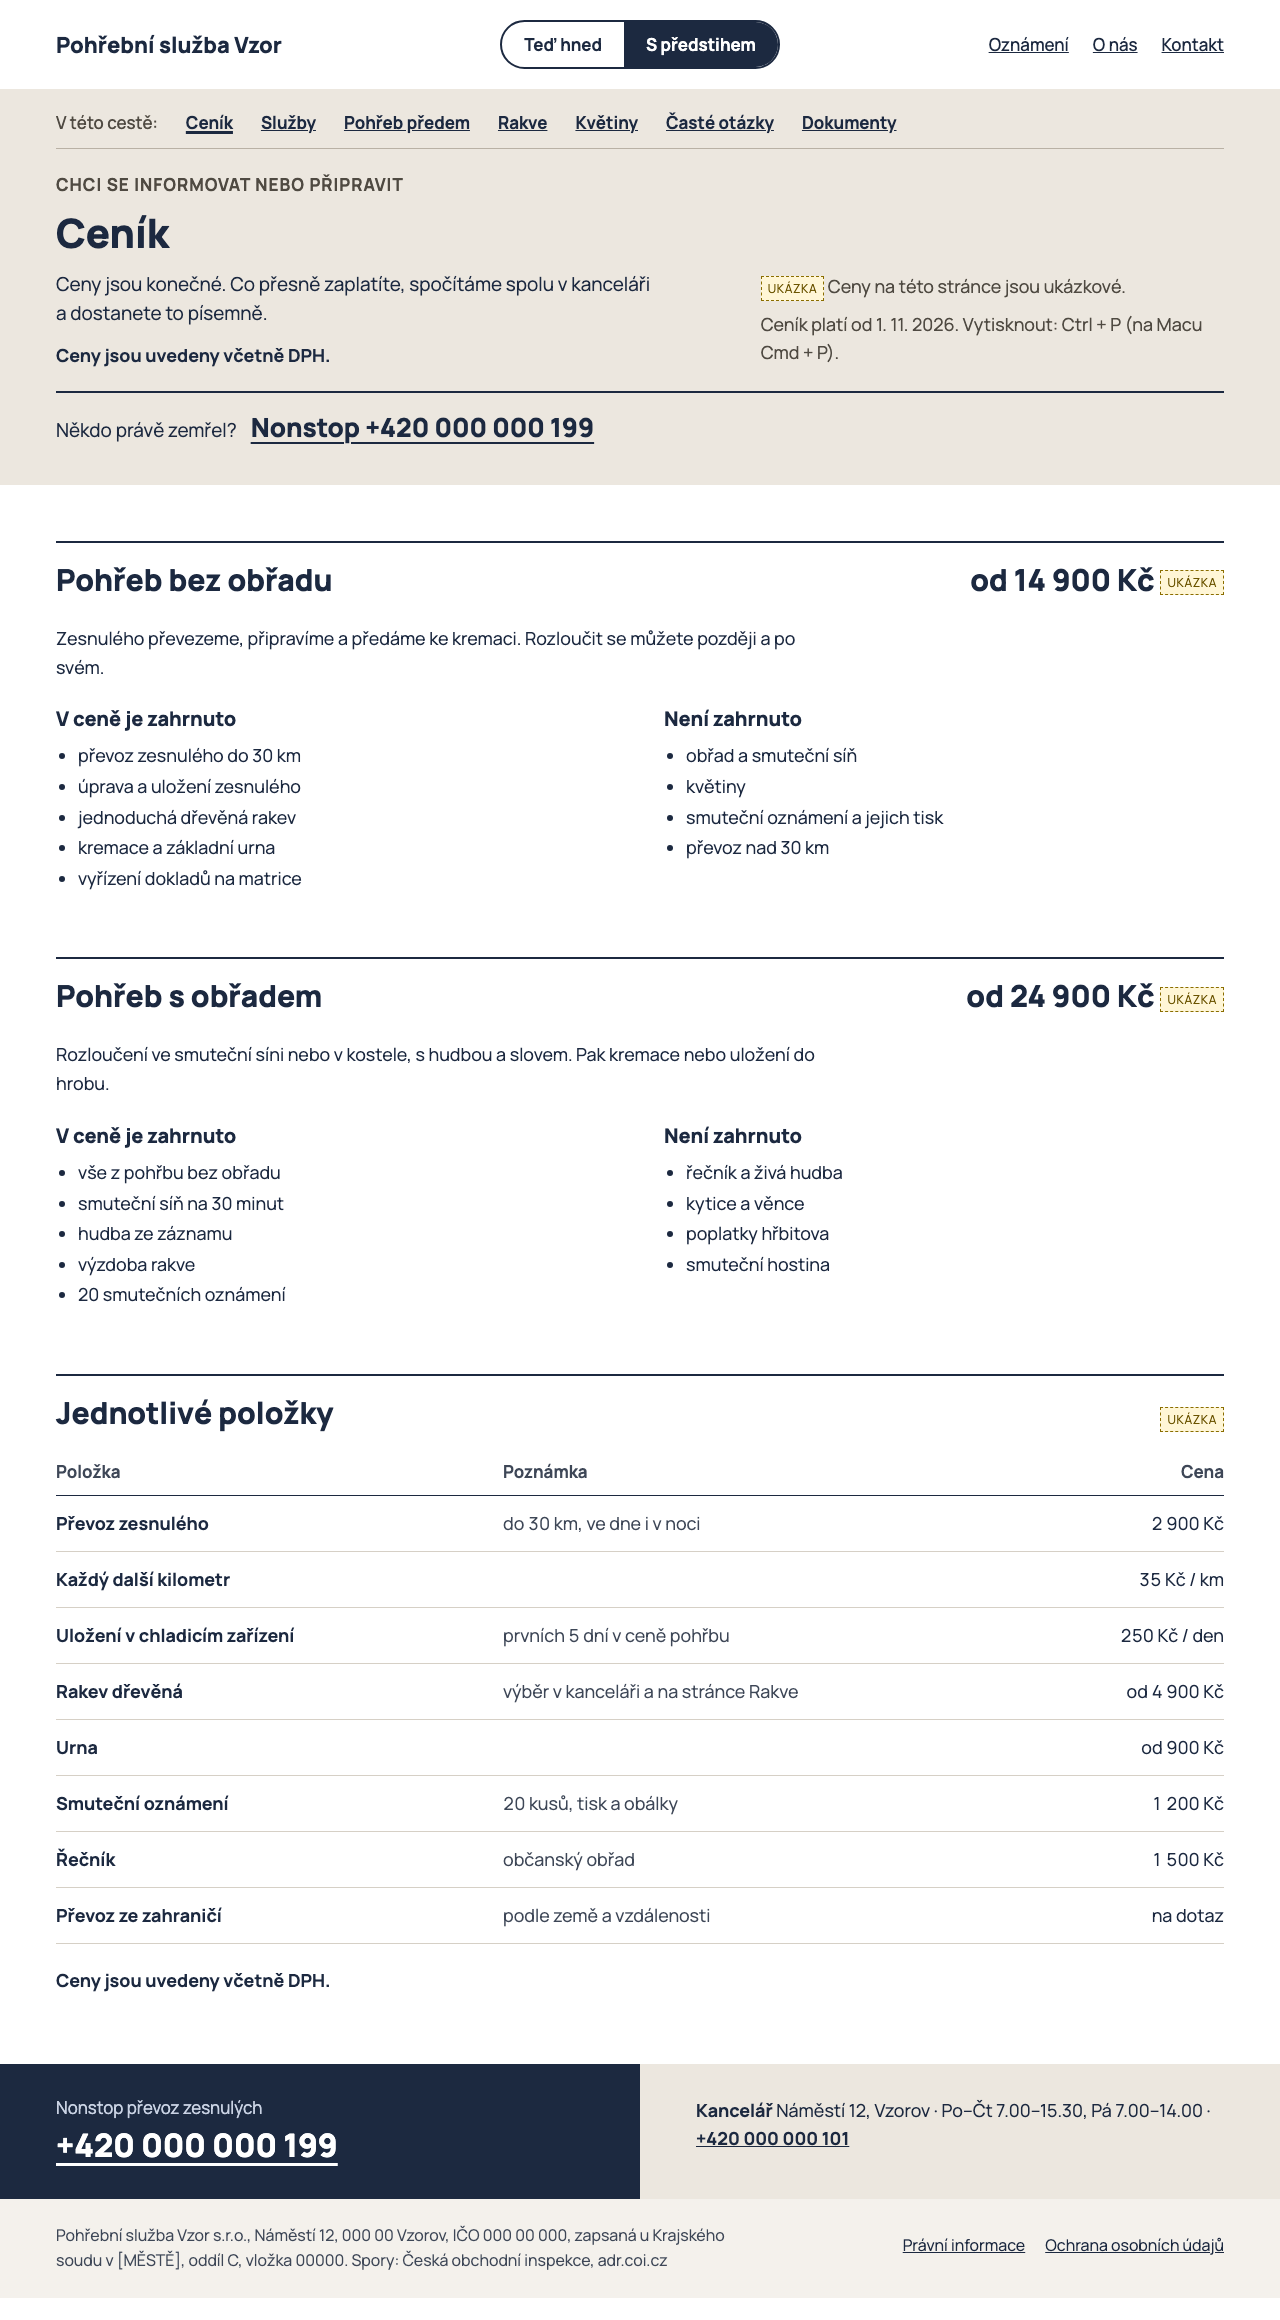 Pohřební služba Vzor
Teď hned
S předstihem
Oznámení
O nás
Kontakt
V této cestě:
Ceník
Služby
Pohřeb předem
Rakve
Květiny
Časté otázky
Dokumenty
CHCI SE INFORMOVAT NEBO PŘIPRAVIT
Ceník
Ceny jsou konečné. Co přesně zaplatíte, spočítáme spolu v kanceláři
a dostanete to písemně.
Ceny jsou uvedeny včetně DPH.
UKÁZKA Ceny na této stránce jsou ukázkové.
Ceník platí od 1. 11. 2026. Vytisknout: Ctrl + P (na Macu
Cmd + P).
Někdo právě zemřel? Nonstop +420 000 000 199
Pohřeb bez obřadu
od 14 900 Kč UKÁZKA
Zesnulého převezeme, připravíme a předáme ke kremaci. Rozloučit se můžete později a po
svém.
V ceně je zahrnuto
• převoz zesnulého do 30 km
• úprava a uložení zesnulého
• jednoduchá dřevěná rakev
• kremace a základní urna
• vyřízení dokladů na matrice
Není zahrnuto
• obřad a smuteční síň
• květiny
• smuteční oznámení a jejich tisk
• převoz nad 30 km
Pohřeb s obřadem
od 24 900 Kč UKÁZKA
Rozloučení ve smuteční síni nebo v kostele, s hudbou a slovem. Pak kremace nebo uložení do
hrobu.
V ceně je zahrnuto
• vše z pohřbu bez obřadu
• smuteční síň na 30 minut
• hudba ze záznamu
• výzdoba rakve
• 20 smutečních oznámení
Není zahrnuto
• řečník a živá hudba
• kytice a věnce
• poplatky hřbitova
• smuteční hostina
Jednotlivé položky
UKÁZKA
Položka Poznámka Cena
Převoz zesnulého do 30 km, ve dne i v noci 2 900 Kč
Každý další kilometr 35 Kč / km
Uložení v chladicím zařízení prvních 5 dní v ceně pohřbu 250 Kč / den
Rakev dřevěná výběr v kanceláři a na stránce Rakve od 4 900 Kč
Urna od 900 Kč
Smuteční oznámení 20 kusů, tisk a obálky 1 200 Kč
Řečník občanský obřad 1 500 Kč
Převoz ze zahraničí podle země a vzdálenosti na dotaz
Ceny jsou uvedeny včetně DPH.
Nonstop převoz zesnulých
+420 000 000 199
Kancelář Náměstí 12, Vzorov · Po–Čt 7.00–15.30, Pá 7.00–14.00 ·
+420 000 000 101
Pohřební služba Vzor s.r.o., Náměstí 12, 000 00 Vzorov, IČO 000 00 000, zapsaná u Krajského
soudu v [MĚSTĚ], oddíl C, vložka 00000. Spory: Česká obchodní inspekce, adr.coi.cz
Právní informace
Ochrana osobních údajů